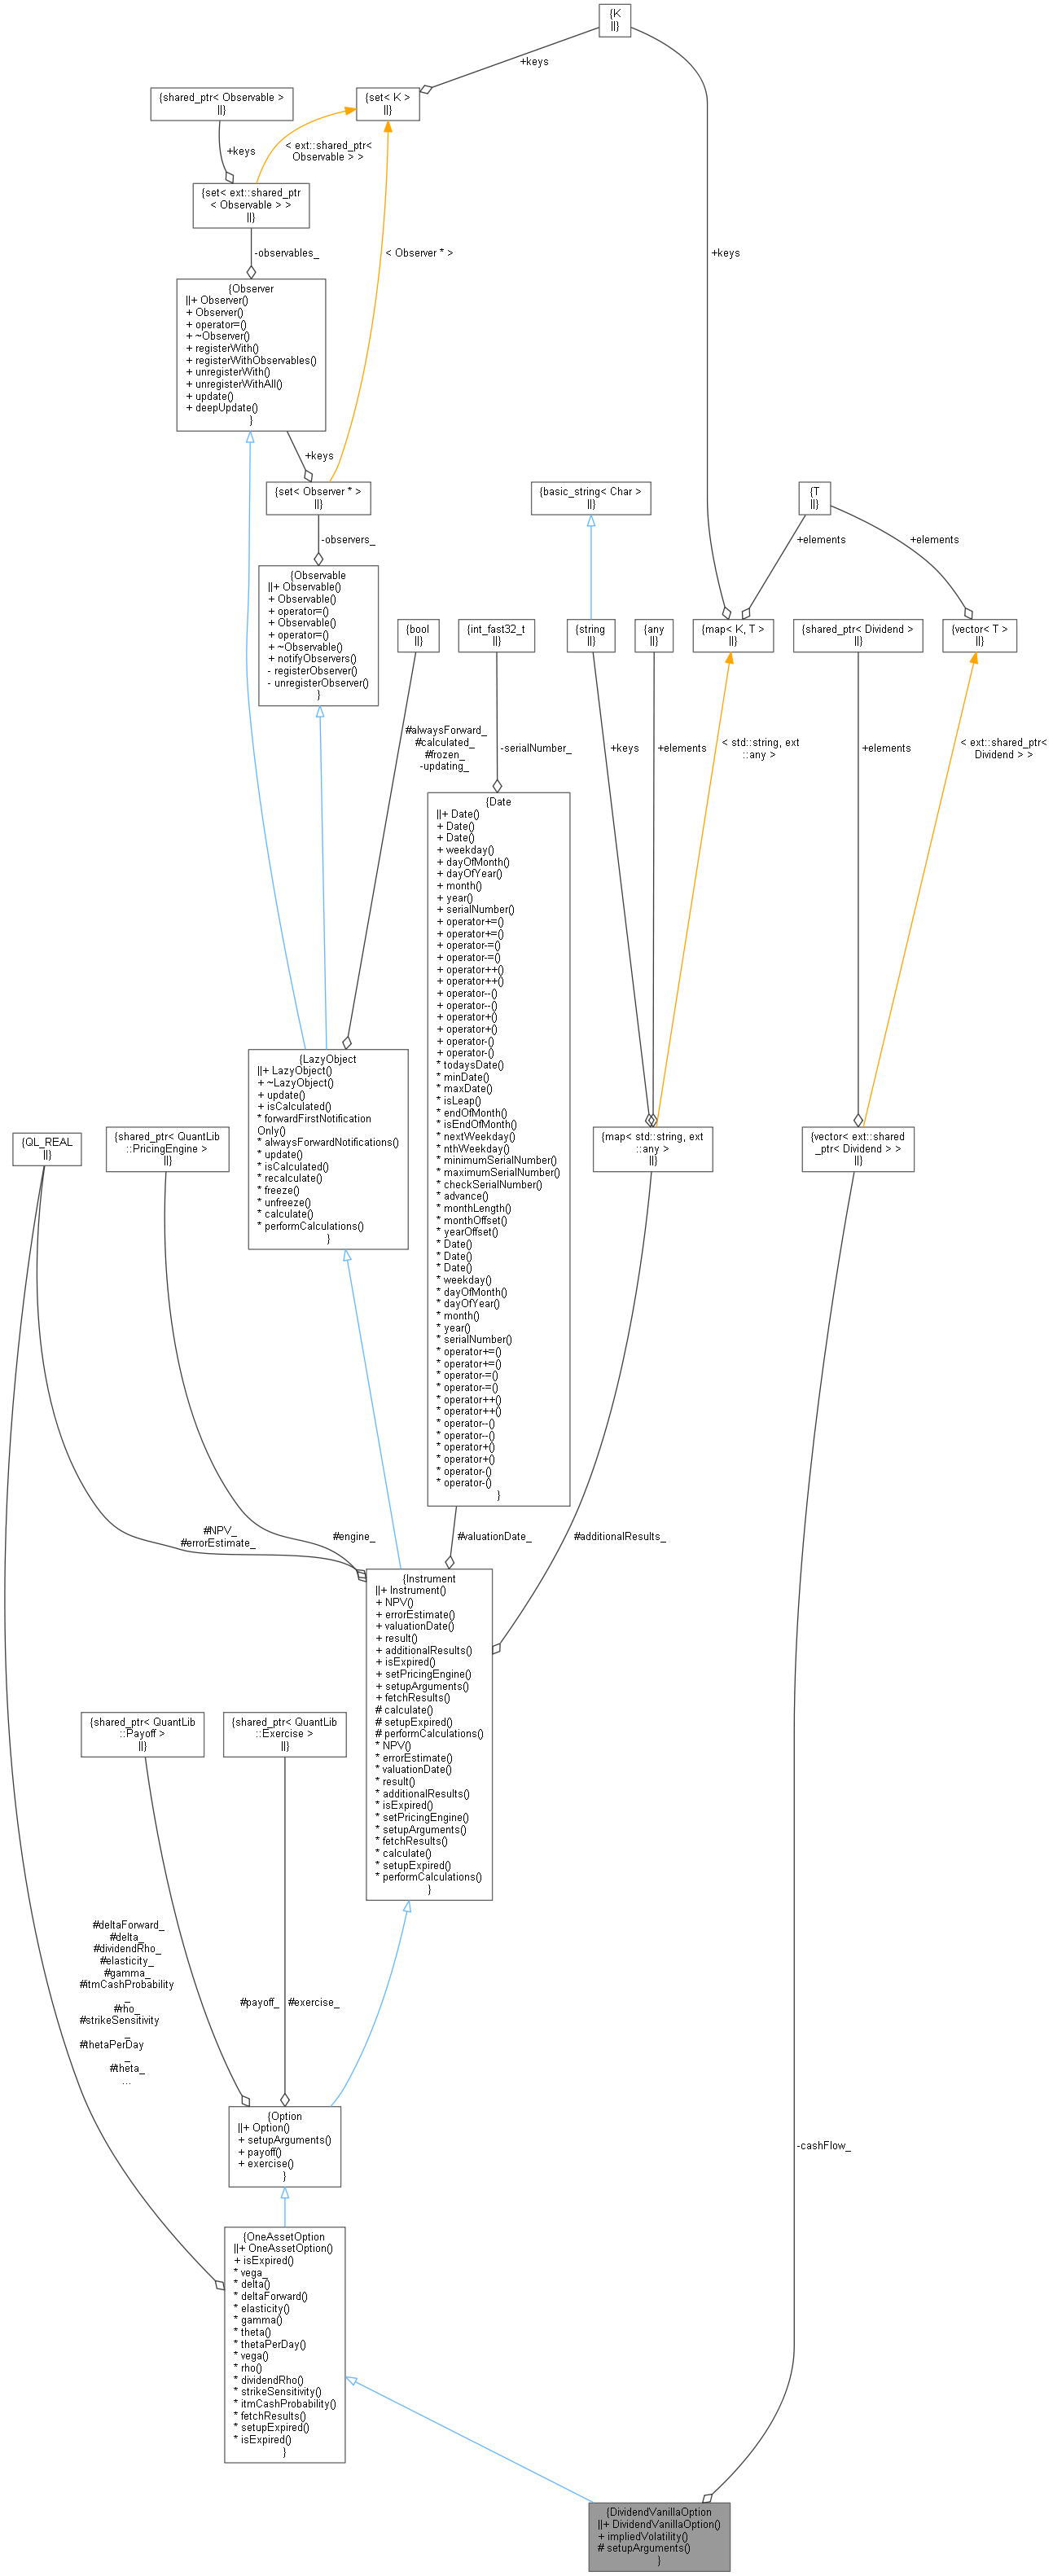 {K
||}
+keys
{shared_ptr< Observable >
||}
{set< K >
||}
+keys
< ext::shared_ptr<
Observable > >
{set< ext::shared_ptr
< Observable > >
||}
-observables_
< Observer * >
+keys
{Observer
||+ Observer()
+ Observer()
+ operator=()
+ ~Observer()
+ registerWith()
+ registerWithObservables()
+ unregisterWith()
+ unregisterWithAll()
+ update()
+ deepUpdate()
}
+keys
{set< Observer * >
||}
{basic_string< Char >
||}
{T
||}
-observers_
+elements
+elements
{Observable
||+ Observable()
+ Observable()
+ operator=()
+ Observable()
+ operator=()
+ ~Observable()
+ notifyObservers()
- registerObserver()
- unregisterObserver()
}
{bool
||}
{int_fast32_t
||}
{string
||}
{any
||}
{map< K, T >
||}
{shared_ptr< Dividend >
||}
{vector< T >
||}
#alwaysForward_
#calculated_
#frozen_
-updating_
-serialNumber_
+keys
+elements
< std::string, ext
::any >
+elements
< ext::shared_ptr<
Dividend > >
{Date
||+ Date()
+ Date()
+ Date()
+ weekday()
+ dayOfMonth()
+ dayOfYear()
+ month()
+ year()
+ serialNumber()
+ operator+=()
+ operator+=()
+ operator-=()
+ operator-=()
+ operator++()
+ operator++()
+ operator--()
+ operator--()
+ operator+()
+ operator+()
+ operator-()
+ operator-()
* todaysDate()
* minDate()
* maxDate()
* isLeap()
* endOfMonth()
* isEndOfMonth()
* nextWeekday()
* nthWeekday()
* minimumSerialNumber()
* maximumSerialNumber()
* checkSerialNumber()
* advance()
* monthLength()
* monthOffset()
* yearOffset()
* Date()
* Date()
* Date()
* weekday()
* dayOfMonth()
* dayOfYear()
* month()
* year()
* serialNumber()
* operator+=()
* operator+=()
* operator-=()
* operator-=()
* operator++()
* operator++()
* operator--()
* operator--()
* operator+()
* operator+()
* operator-()
* operator-()
}
{LazyObject
||+ LazyObject()
+ ~LazyObject()
+ update()
+ isCalculated()
* forwardFirstNotification
Only()
* alwaysForwardNotifications()
* update()
* isCalculated()
* recalculate()
* freeze()
* unfreeze()
* calculate()
* performCalculations()
}
{QL_REAL
||}
{shared_ptr< QuantLib
::PricingEngine >
||}
{map< std::string, ext
::any >
||}
{vector< ext::shared
_ptr< Dividend > >
||}
#NPV_
#errorEstimate_
#engine_
#valuationDate_
#additionalResults_
{Instrument
||+ Instrument()
+ NPV()
+ errorEstimate()
+ valuationDate()
+ result()
+ additionalResults()
+ isExpired()
+ setPricingEngine()
+ setupArguments()
+ fetchResults()
# calculate()
# setupExpired()
# performCalculations()
* NPV()
* errorEstimate()
* valuationDate()
* result()
* additionalResults()
* isExpired()
* setPricingEngine()
* setupArguments()
* fetchResults()
* calculate()
* setupExpired()
* performCalculations()
}
{shared_ptr< QuantLib
::Payoff >
||}
{shared_ptr< QuantLib
::Exercise >
||}
#deltaForward_
#delta_
#dividendRho_
#elasticity_
#gamma_
#itmCashProbability
_
#rho_
#strikeSensitivity
_
#thetaPerDay
_
#theta_
...
#payoff_
#exercise_
{Option
||+ Option()
+ setupArguments()
+ payoff()
+ exercise()
}
-cashFlow_
{OneAssetOption
||+ OneAssetOption()
+ isExpired()
* vega_
* delta()
* deltaForward()
* elasticity()
* gamma()
* theta()
* thetaPerDay()
* vega()
* rho()
* dividendRho()
* strikeSensitivity()
* itmCashProbability()
* fetchResults()
* setupExpired()
* isExpired()
}
{DividendVanillaOption
||+ DividendVanillaOption()
+ impliedVolatility()
# setupArguments()
}